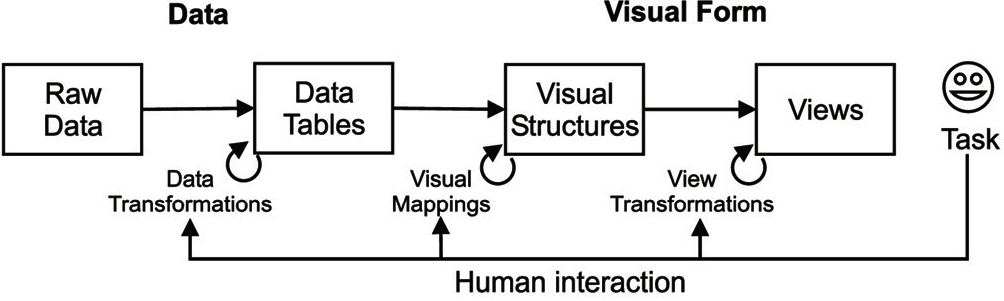 Data
Visual Form
Raw
Data
Data
Tables
Visual
Structures
Views
Task
Data
Transformations
Visual
Mappings
View
Transformations
Human interaction